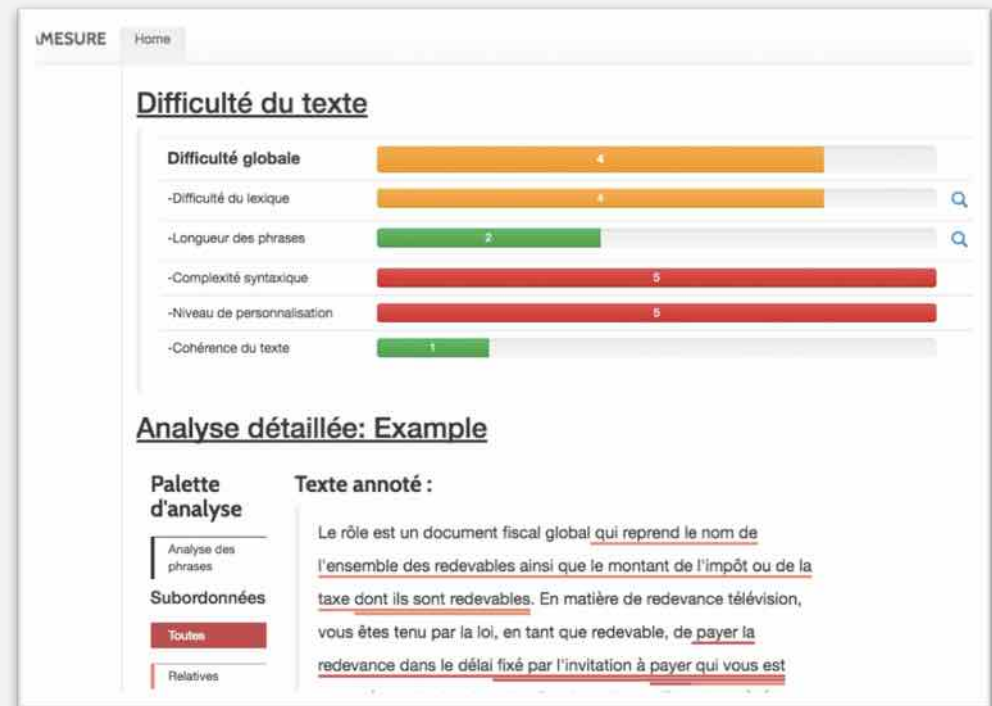 AMESURE Home
Difficulté du texte
Difficulté globale 4
-Difficulté du lexique 4
-Longueur des phrases 2
-Complexité syntaxique 5
-Niveau de personnalisation 5
-Cohérence du texte 1
Analyse détaillée: Example
Palette d'analyse
Analyse des phrases
Subordonnées
Toutes
Relatives
Texte annoté :
Le rôle est un document fiscal global qui reprend le nom de
l'ensemble des redevables ainsi que le montant de l'impôt ou de la
taxe dont ils sont redevables. En matière de redevance télévision,
vous êtes tenu par la loi, en tant que redevable, de payer la
redevance dans le délai fixé par l'invitation à payer qui vous est